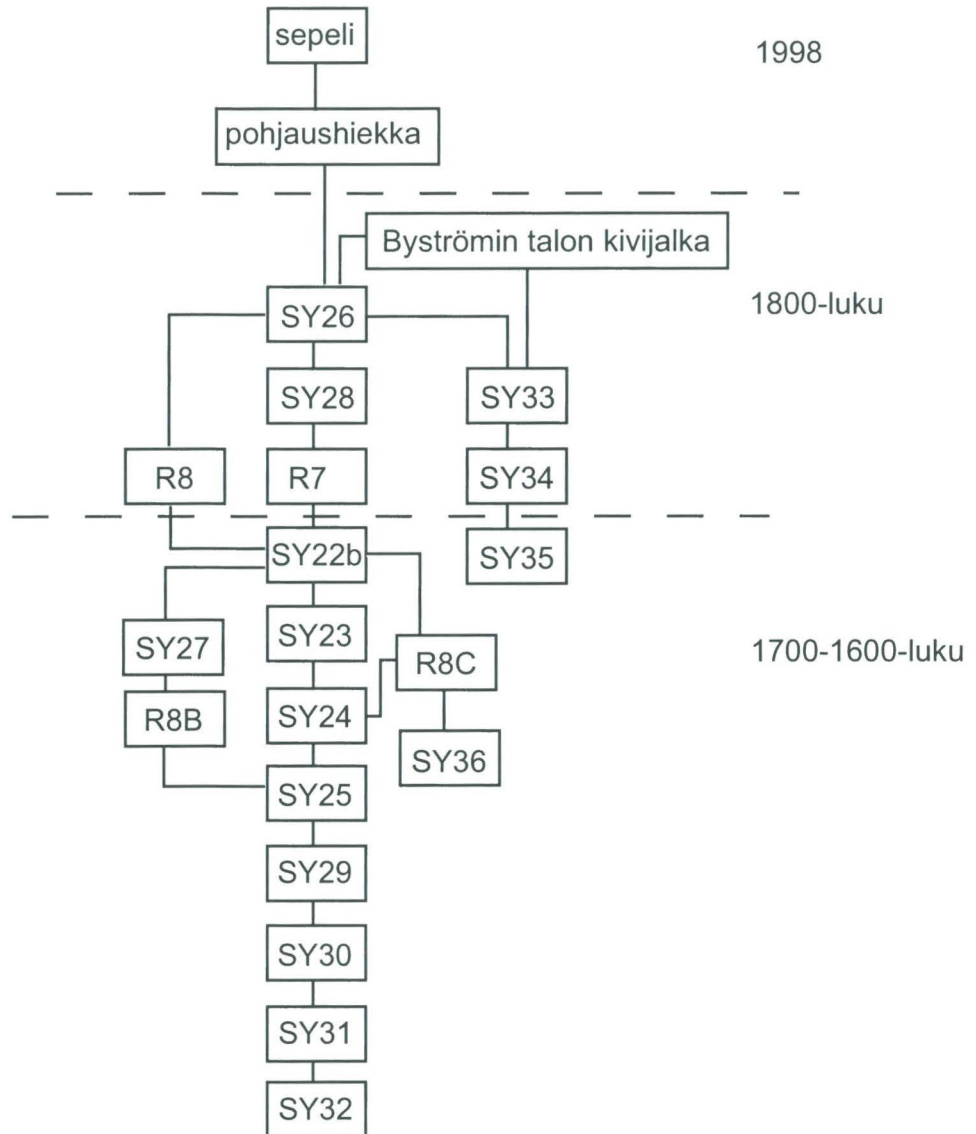 sepeli
1998
pohjaushiekka
Byströmin talon kivijalka
1800-luku
SY26
SY28
SY33
R8
R7
SY34
SY22b
SY35
SY23
SY27
R8C
1700-1600-luku
SY24
R8B
SY36
SY25
SY29
SY30
SY31
SY32